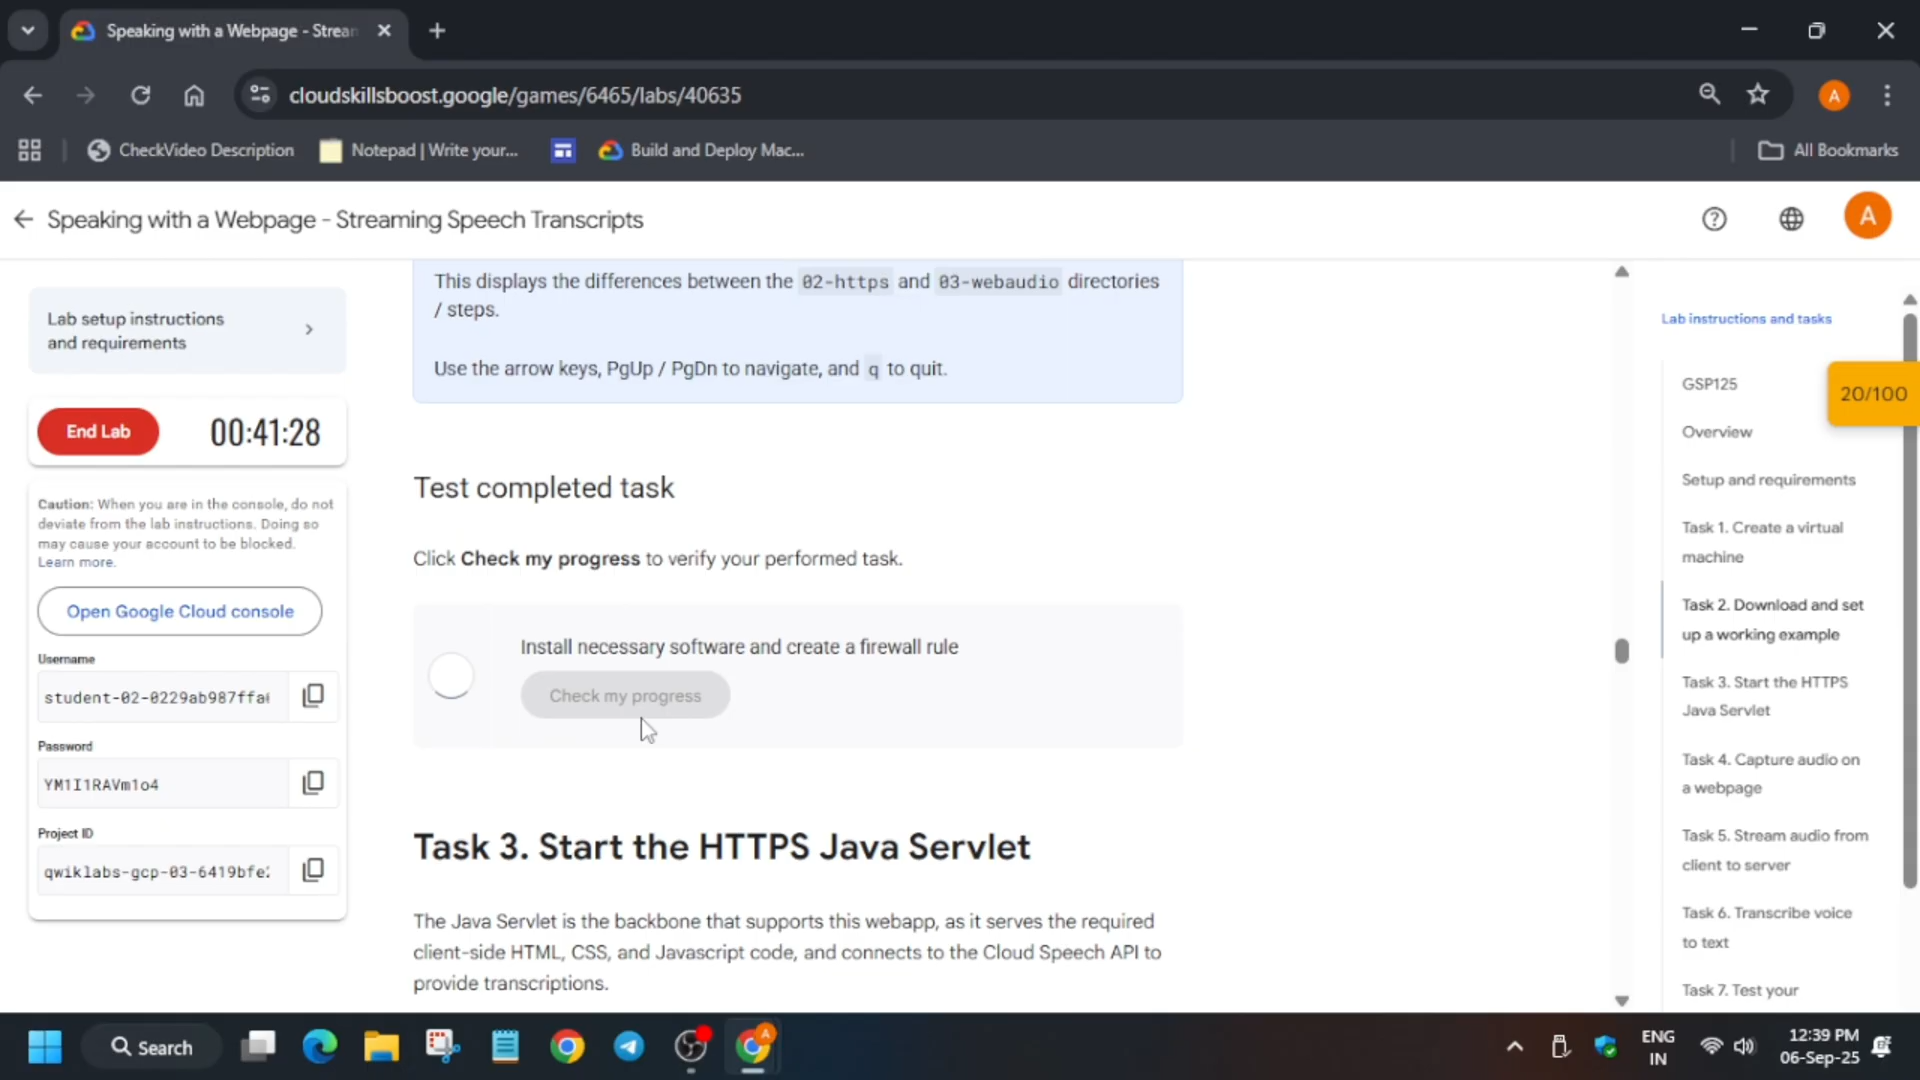 Speaking with a Webpage - Strear
cloudskillsboost.google/games/6465/labs/40635
A
CheckVideo Description
Notepad | Write your...
Build and Deploy Mac...
All Bookmarks
Speaking with a Webpage - Streaming Speech Transcripts
A
Lab setup instructions
and requirements
End Lab
00:41:28
Caution: When you are in the console, do not
deviate from the lab instructions. Doing so
may cause your account to be blocked.
Learn more.
Open Google Cloud console
Username
student-02-0229ab987ffa
Password
YM1I1RAVm1o4
Project ID
qwiklabs-gcp-03-6419bfe
This displays the differences between the 02-https and 03-webaudio directories
/ steps.
Use the arrow keys, PgUp / PgDn to navigate, and q to quit.
Test completed task
Click Check my progress to verify your performed task.
Install necessary software and create a firewall rule
Check my progress
Task 3. Start the HTTPS Java Servlet
The Java Servlet is the backbone that supports this webapp, as it serves the required
client-side HTML, CSS, and Javascript code, and connects to the Cloud Speech API to
provide transcriptions.
Lab instructions and tasks
GSP125
20/100
Overview
Setup and requirements
Task 1. Create a virtual
machine
Task 2. Download and set
up a working example
Task 3. Start the HTTPS
Java Servlet
Task 4. Capture audio on
a webpage
Task 5. Stream audio from
client to server
Task 6. Transcribe voice
to text
Task 7. Test your
Search
A
ENG
IN
12:39 PM
06-Sep-25